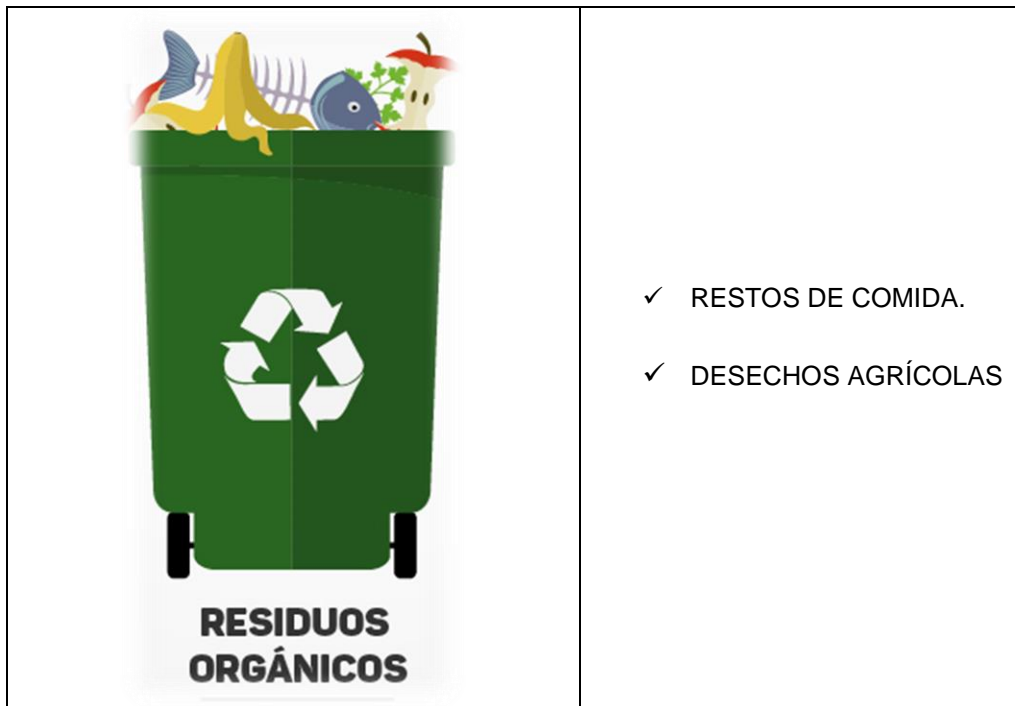 RESTOS DE COMIDA.
DESECHOS AGRÍCOLAS
RESIDUOS
ORGÁNICOS